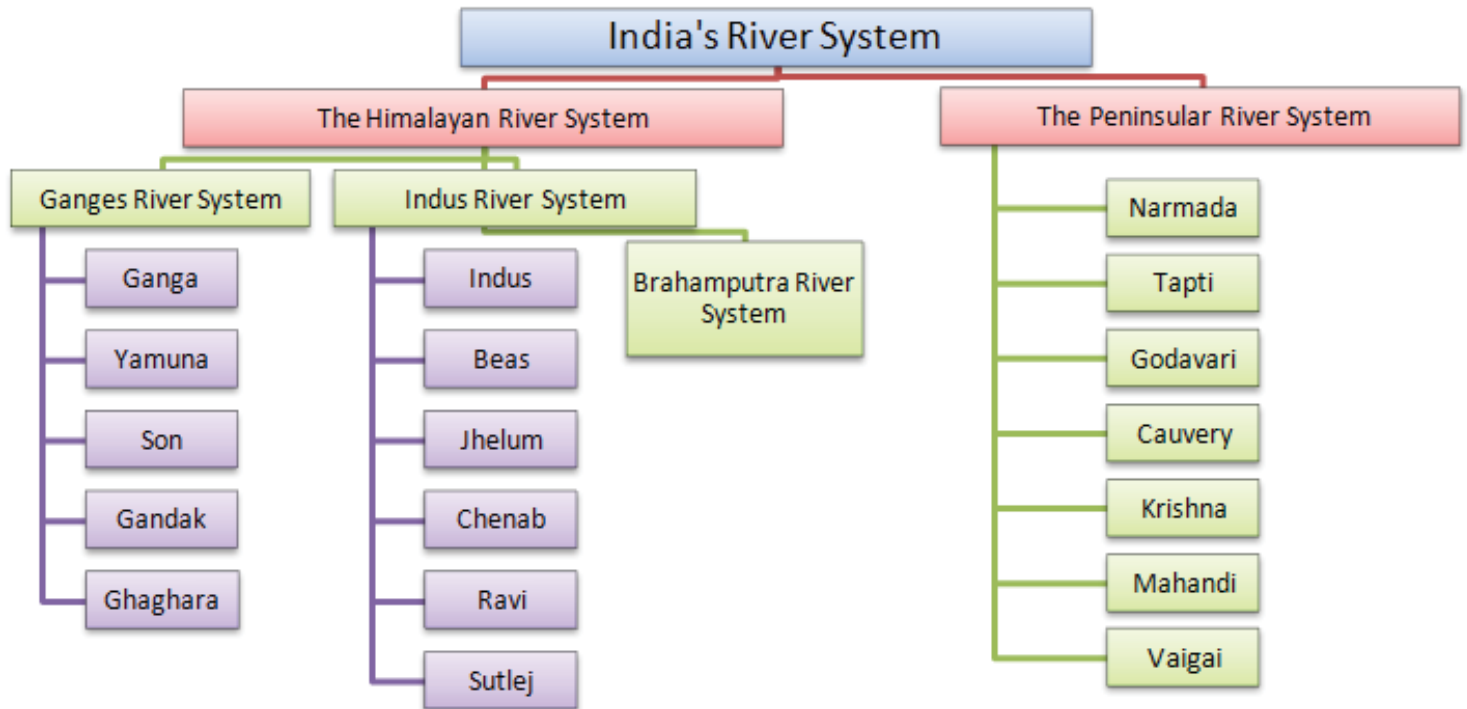 India's River System
The Himalayan River System
The Peninsular River System
Ganges River System
Indus River System
Brahamputra River
System
Ganga
Yamuna
Son
Gandak
Ghaghara
Indus
Beas
Jhelum
Chenab
Ravi
Sutlej
Narmada
Tapti
Godavari
Cauvery
Krishna
Mahandi
Vaigai